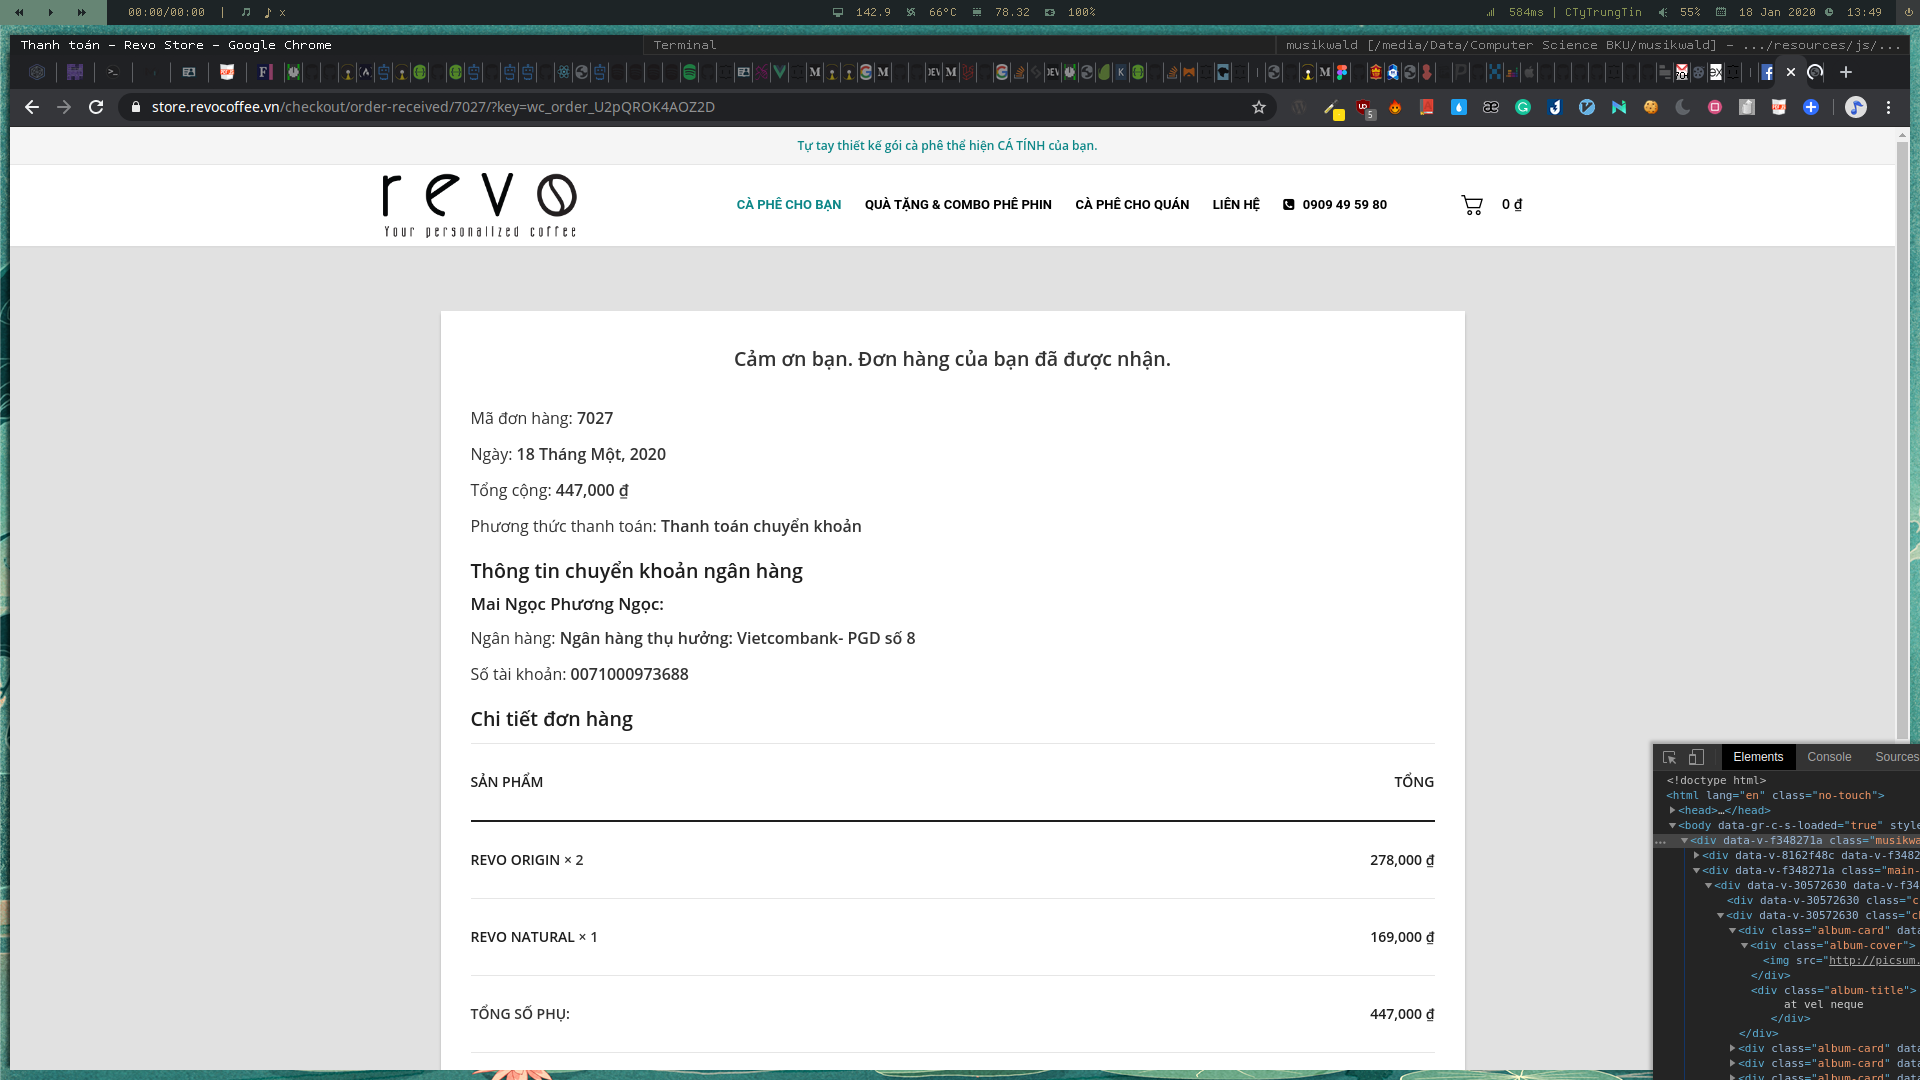 00:00/00:00 | x 142.9 66°C 78.32 100% 584ms | CTyTrungTin 55% 18 Jan 2020 13:49
Thanh toán – Revo Store – Google Chrome
Terminal
musikwald [/media/Data/Computer Science BKU/musikwald] – .../resources/js/...
store.revocoffee.vn/checkout/order-received/7027/?key=wc_order_U2pQROK4AOZ2D
Tự tay thiết kế gói cà phê thể hiện CÁ TÍNH của bạn.
revo
Your personalized coffee
CÀ PHÊ CHO BẠN
QUÀ TẶNG & COMBO PHÊ PHIN
CÀ PHÊ CHO QUÁN
LIÊN HỆ
0909 49 59 80
0 ₫
Cảm ơn bạn. Đơn hàng của bạn đã được nhận.
Mã đơn hàng: 7027
Ngày: 18 Tháng Một, 2020
Tổng cộng: 447,000 ₫
Phương thức thanh toán: Thanh toán chuyển khoản
Thông tin chuyển khoản ngân hàng
Mai Ngọc Phương Ngọc:
Ngân hàng: Ngân hàng thụ hưởng: Vietcombank- PGD số 8
Số tài khoản: 0071000973688
Chi tiết đơn hàng
SẢN PHẨM TỔNG
REVO ORIGIN × 2 278,000 ₫
REVO NATURAL × 1 169,000 ₫
TỔNG SỐ PHỤ: 447,000 ₫
Elements Console Sources
<!doctype html>
<html lang="en" class="no-touch">
<head>…</head>
<body data-gr-c-s-loaded="true" style
… <div data-v-f348271a class="musikwa
<div data-v-8162f48c data-v-f3482
<div data-v-f348271a class="main-
<div data-v-30572630 data-v-f34
<div data-v-30572630 class="c
<div data-v-30572630 class="cl
<div class="album-card" data
<div class="album-cover">
<img src="http://picsum.
</div>
<div class="album-title">
at vel neque
</div>
</div>
<div class="album-card" data
<div class="album-card" data
<div class="album-card" data